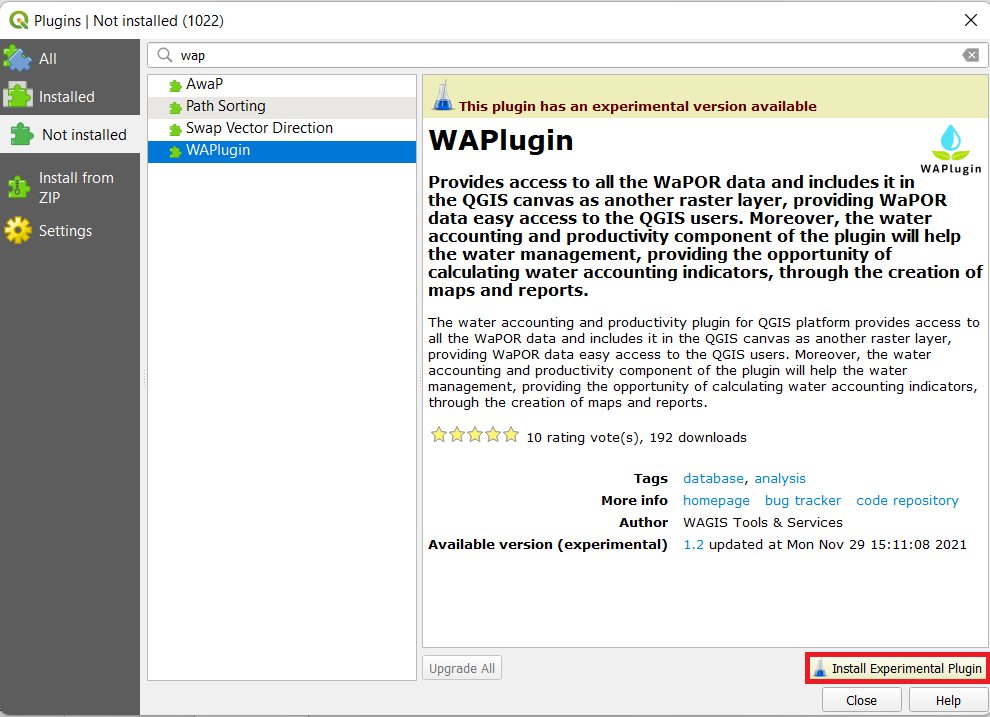 Plugins | Not installed (1022)
All
Installed
Not installed
Install from
ZIP
Settings
wap
AwaP
Path Sorting
Swap Vector Direction
WAPlugin
This plugin has an experimental version available
WAPlugin
WAPlugin
Provides access to all the WaPOR data and includes it in
the QGIS canvas as another raster layer, providing WaPOR
data easy access to the QGIS users. Moreover, the water
accounting and productivity component of the plugin will help
the water management, providing the opportunity of
calculating water accounting indicators, through the creation of
maps and reports.
The water accounting and productivity plugin for QGIS platform provides access to
all the WaPOR data and includes it in the QGIS canvas as another raster layer,
providing WaPOR data easy access to the QGIS users. Moreover, the water
accounting and productivity component of the plugin will help the water
management, providing the opportunity of calculating water accounting indicators,
through the creation of maps and reports.
10 rating vote(s), 192 downloads
Tags database, analysis
More info homepage bug tracker code repository
Author WAGIS Tools & Services
Available version (experimental) 1.2 updated at Mon Nov 29 15:11:08 2021
Upgrade All
Install Experimental Plugin
Close
Help